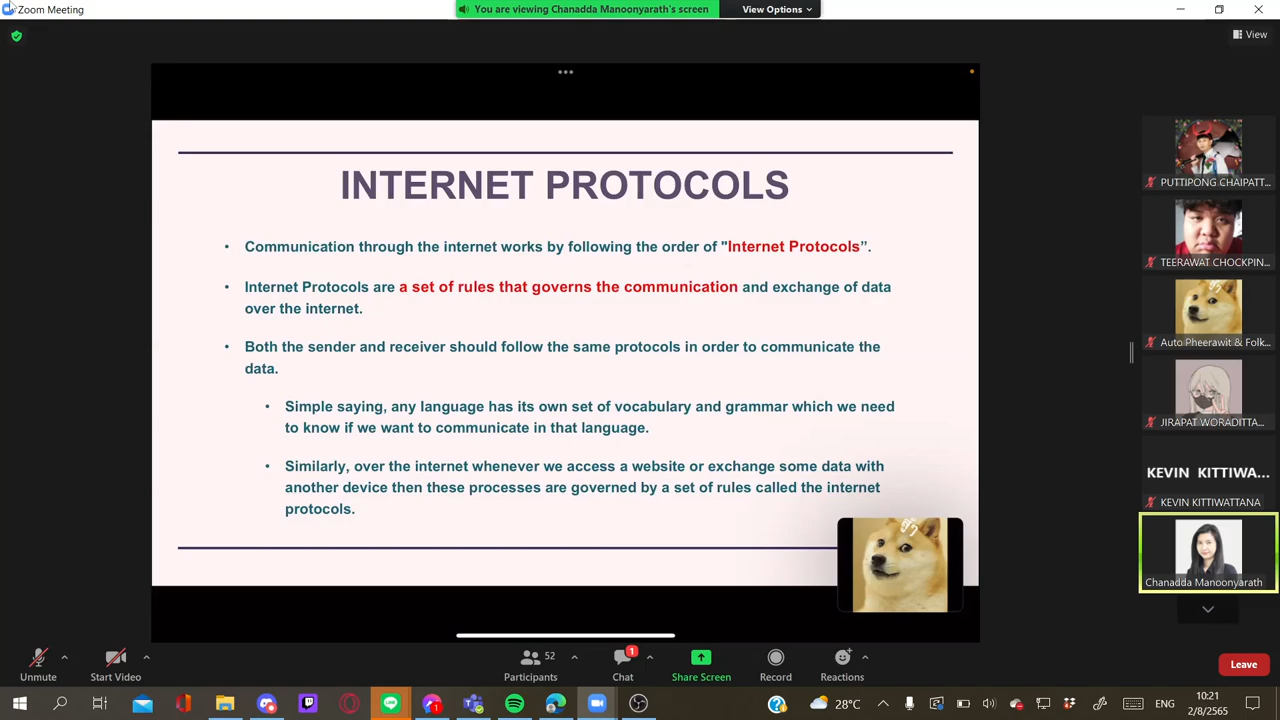 Zoom Meeting
You are viewing Chanadda Manoonyarath's screen
View Options
View
INTERNET PROTOCOLS
• Communication through the internet works by following the order of "Internet Protocols”.
• Internet Protocols are a set of rules that governs the communication and exchange of data
over the internet.
• Both the sender and receiver should follow the same protocols in order to communicate the
data.
• Simple saying, any language has its own set of vocabulary and grammar which we need
to know if we want to communicate in that language.
• Similarly, over the internet whenever we access a website or exchange some data with
another device then these processes are governed by a set of rules called the internet
protocols.
PUTTIPONG CHAIPATT...
TEERAWAT CHOCKPIN...
Auto Pheerawit & Folk...
JIRAPAT WORADITTA...
KEVIN KITTIWA...
KEVIN KITTIWATTANA
Chanadda Manoonyarath
Unmute
Start Video
52
Participants
1
Chat
Share Screen
Record
Reactions
Leave
1
28°C
ENG
10:21
2/8/2565